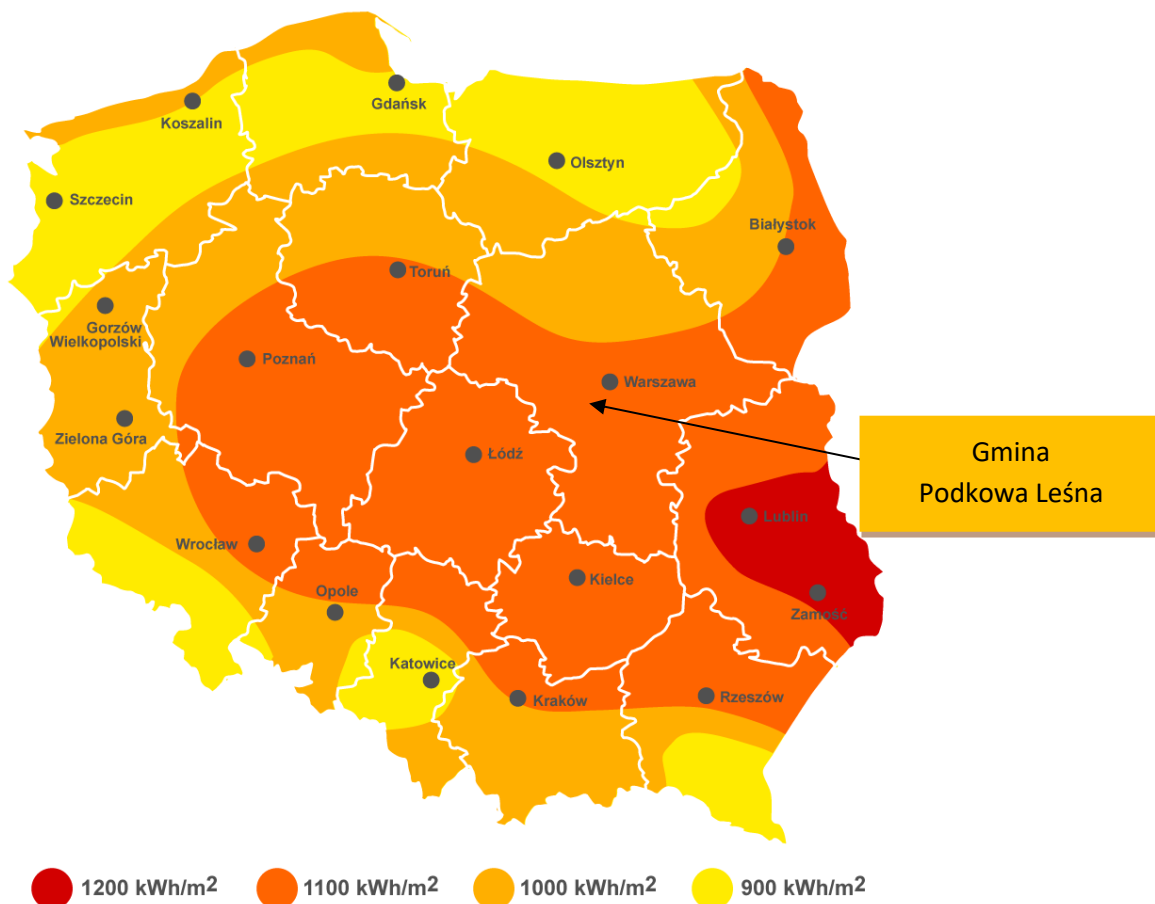 Gdańsk
Koszalin
Olsztyn
Szczecin
Białystok
Toruń
Gorzów
Wielkopolski
Poznań
Warszawa
Zielona Góra
Łódź
Gmina
Podkowa Leśna
Lublin
Wrocław
Kielce
Opole
Zamość
Katowice
Kraków
Rzeszów
1200 kWh/m2
1100 kWh/m2
1000 kWh/m2
900 kWh/m2